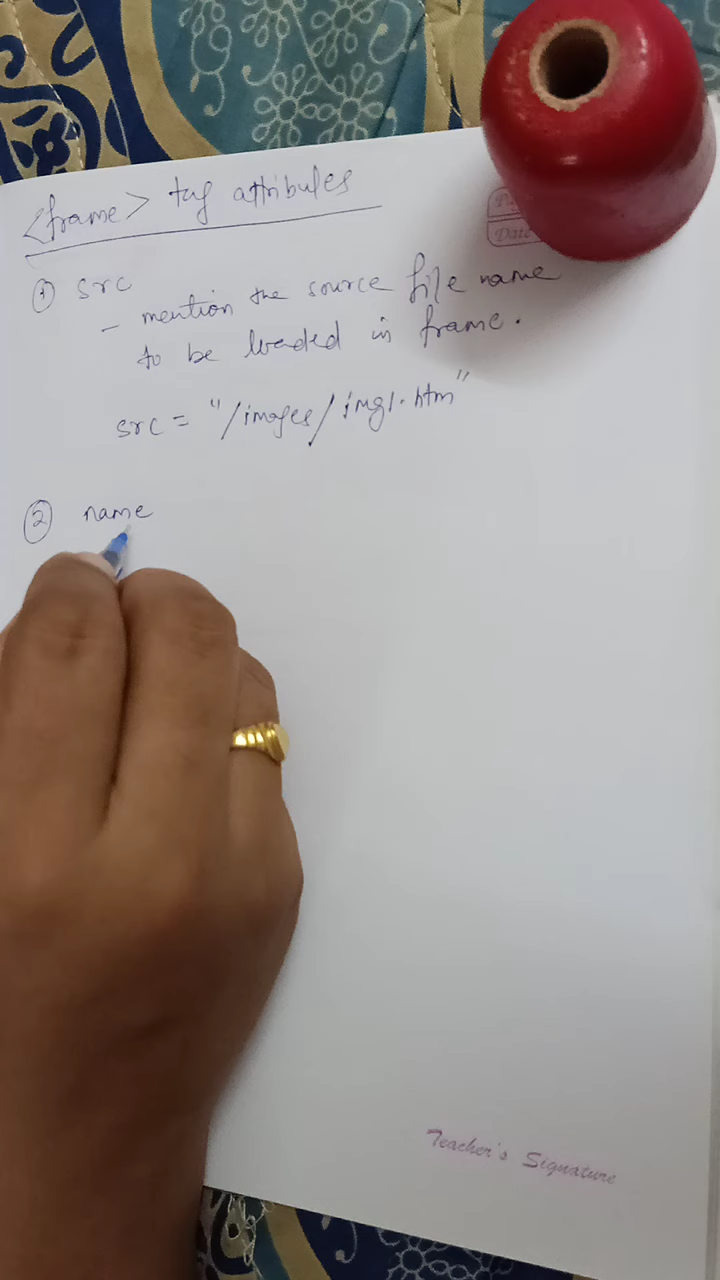 <frame> tag attributes
Date
① src
– mention the source file name
to be loaded in frame.
src = "/images/img1.htm"
② name
Teacher's Signature